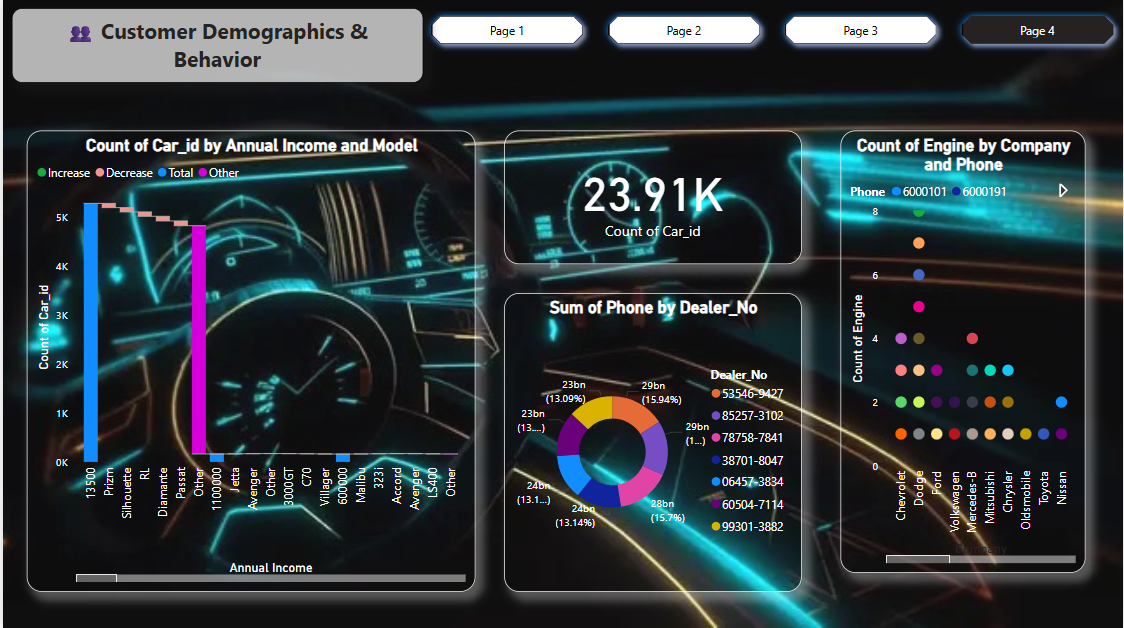 👥 Customer Demographics &
Behavior
Page 1
Page 2
Page 3
Page 4
Count of Car_id by Annual Income and Model
Increase Decrease Total Other
Count of Car_id
5K
4K
3K
2K
1K
0K
13500
Prizm
Silhouette
RL
Diamante
Passat
Other
1100000
Jetta
Avenger
Other
3000GT
C70
Villager
600000
Malibu
323i
Accord
Avenger
LS400
Other
Annual Income
23.91K
Count of Car_id
Sum of Phone by Dealer_No
29bn
(15.94%)
29bn
(1...)
28bn
(15.7%)
24bn
(13.14%)
24bn
(13.1...)
23bn
(13....)
23bn
(13.09%)
Dealer_No
53546-9427
85257-3102
78758-7841
38701-8047
06457-3834
60504-7114
99301-3882
Count of Engine by Company
and Phone
Phone 6000101 6000191
Count of Engine
8
6
4
2
0
Chevrolet
Dodge
Ford
Volkswagen
Mercedes-B
Mitsubishi
Chrysler
Oldsmobile
Toyota
Nissan
Company